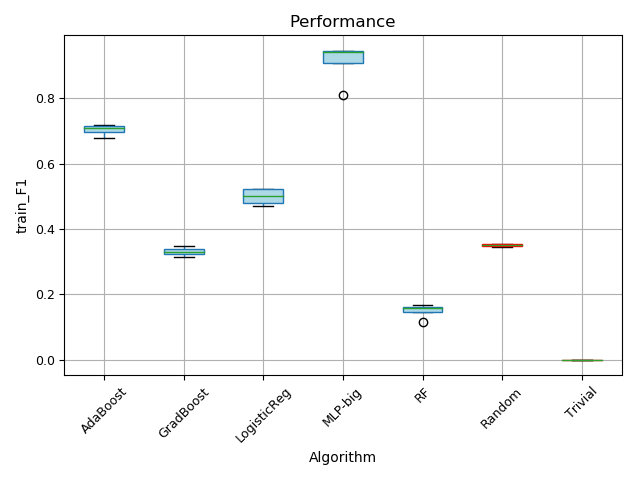 Performance
train_F1
0.8
0.6
0.4
0.2
0.0
AdaBoost
GradBoost
LogisticReg
MLP-big
RF
Random
Trivial
Algorithm